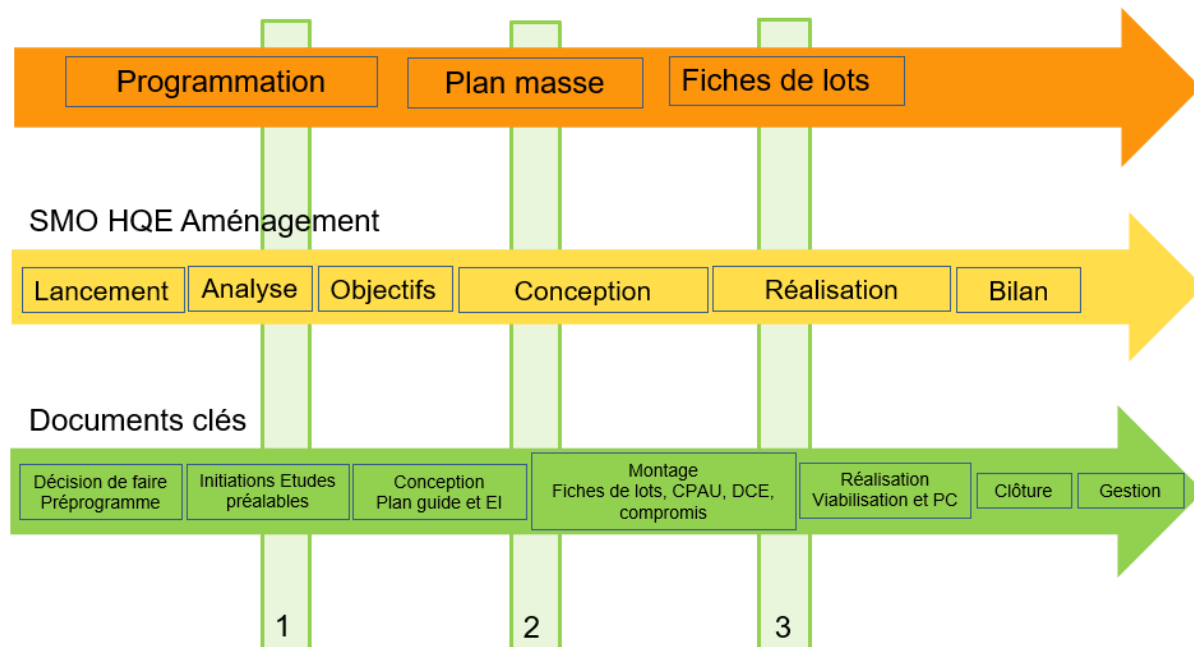 Programmation
Plan masse
Fiches de lots
SMO HQE Aménagement
Lancement
Analyse
Objectifs
Conception
Réalisation
Bilan
Documents clés
Décision de faire
Préprogramme
Initiations Etudes
préalables
Conception
Plan guide et EI
Montage
Fiches de lots, CPAU, DCE,
compromis
Réalisation
Viabilisation et PC
Clôture
Gestion
1
2
3